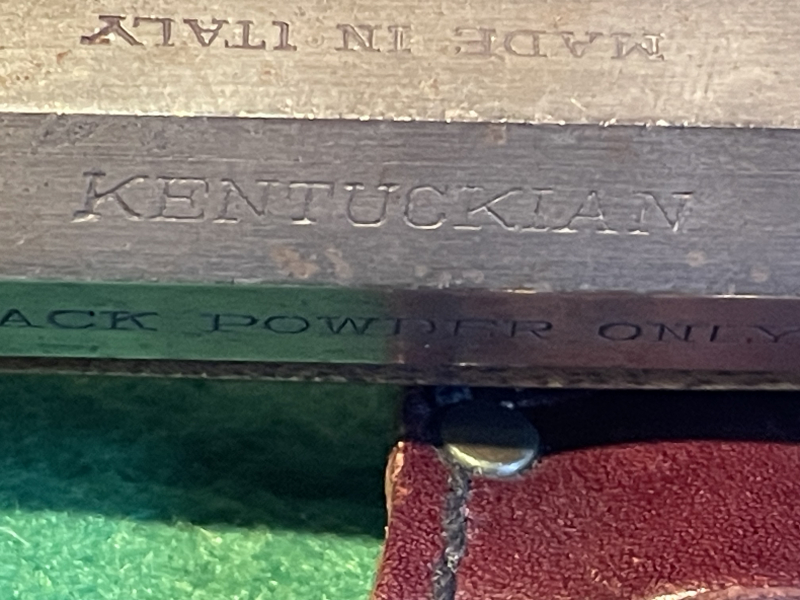 MADE IN ITALY
KENTUCKIAN
ACK POWDER ONLY